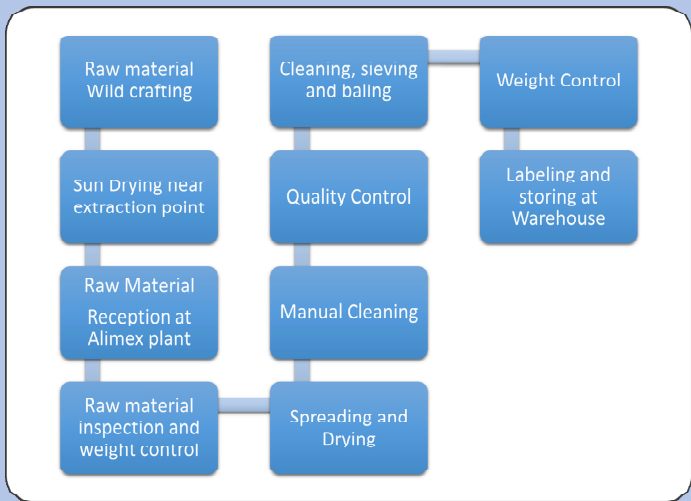 Raw material
Wild crafting
Sun Drying near
extraction point
Raw Material
Reception at
Alimex plant
Raw material
inspection and
weight control
Spreading and
Drying
Manual Cleaning
Quality Control
Cleaning, sieving
and baling
Weight Control
Labeling and
storing at
Warehouse